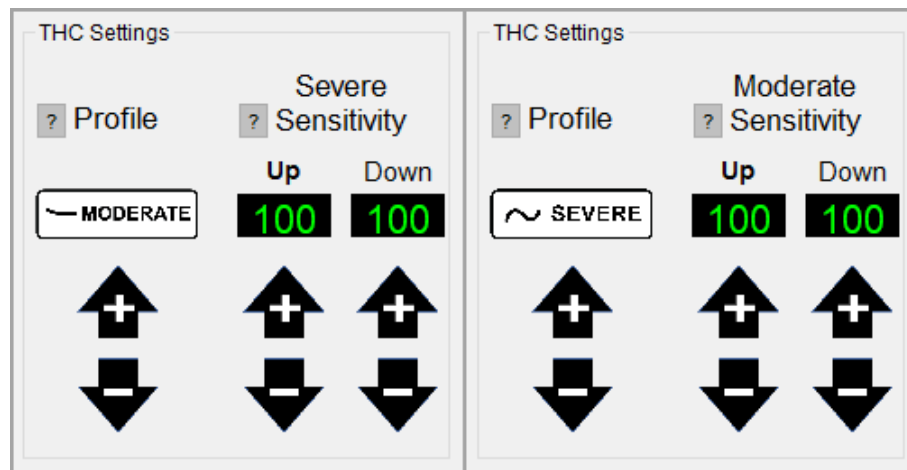 THC Settings
Severe
? Profile
? Sensitivity
Up Down
MODERATE
100 100
+ + +
- - -
THC Settings
Moderate
? Profile
? Sensitivity
Up Down
SEVERE
100 100
+ + +
- - -